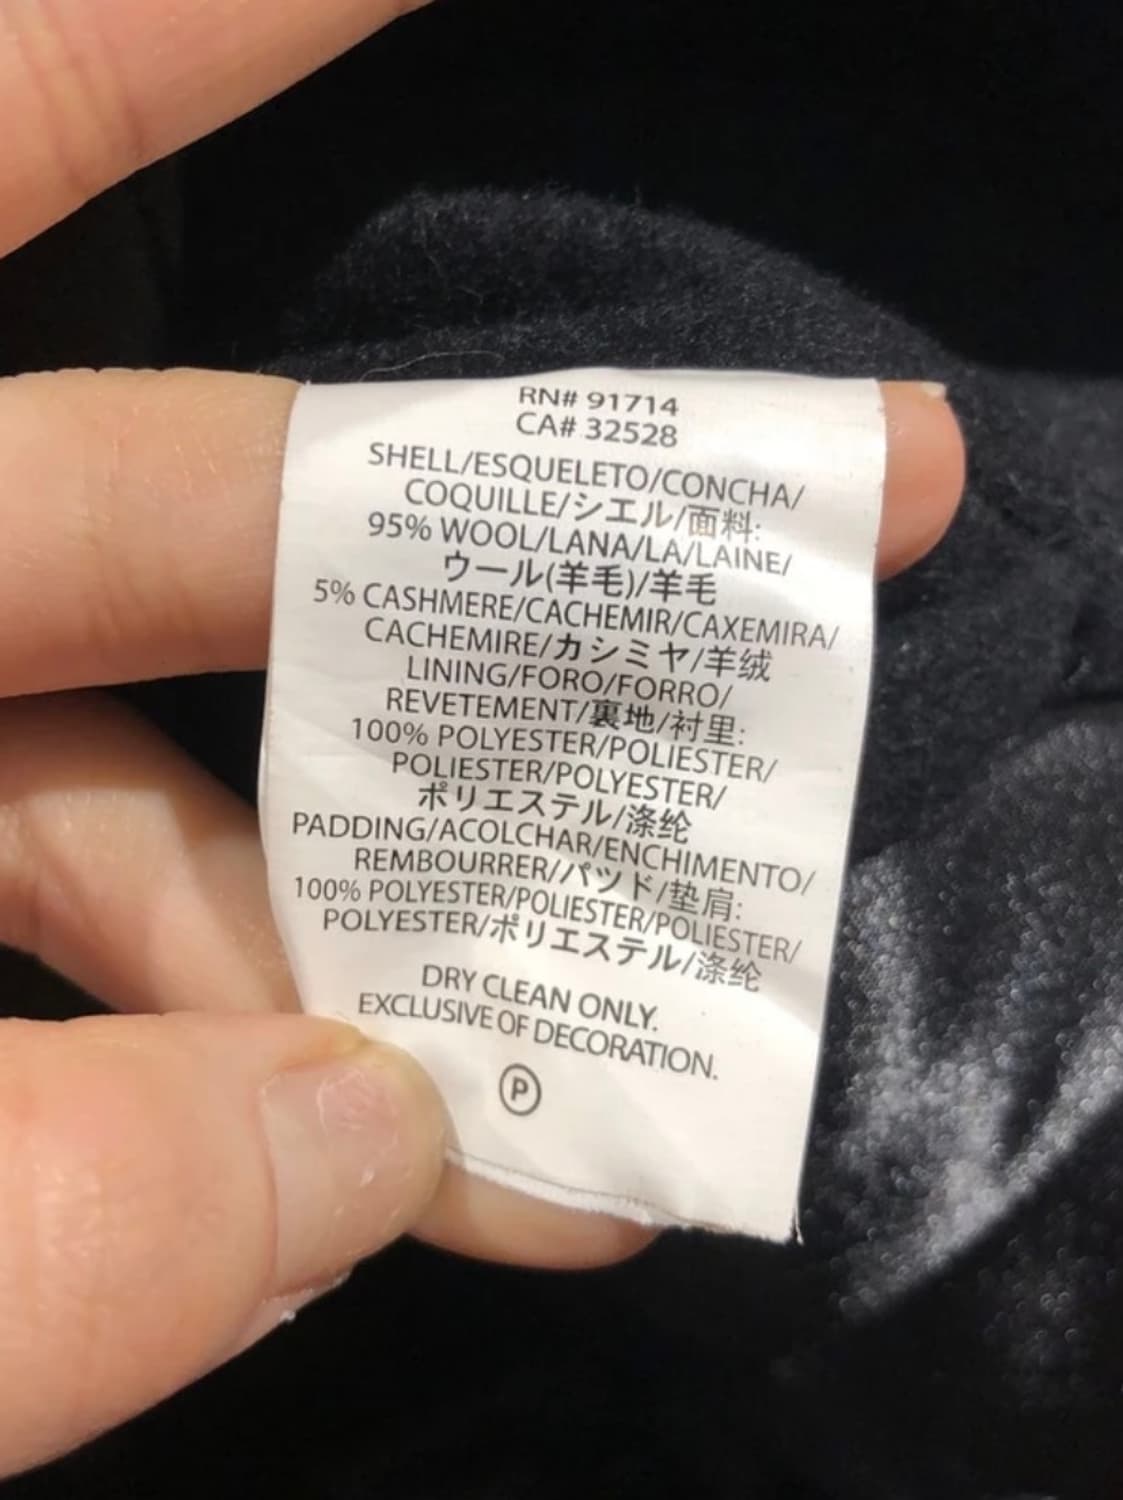 RN# 91714
CA# 32528
SHELL/ESQUELETO/CONCHA/
COQUILLE/シエル/面料:
95% WOOL/LANA/LA/LAINE/
ウール(羊毛)/羊毛
5% CASHMERE/CACHEMIR/CAXEMIRA/
CACHEMIRE/カシミヤ/羊绒
LINING/FORO/FORRO/
REVETEMENT/裏地/衬里:
100% POLYESTER/POLIESTER/
POLIESTER/POLYESTER/
ポリエステル/涤纶
PADDING/ACOLCHAR/ENCHIMENTO/
REMBOURRER/パツド/垫肩:
100% POLYESTER/POLIESTER/POLIESTER/
POLYESTER/ポリエステル/涤纶
DRY CLEAN ONLY.
EXCLUSIVE OF DECORATION.
P